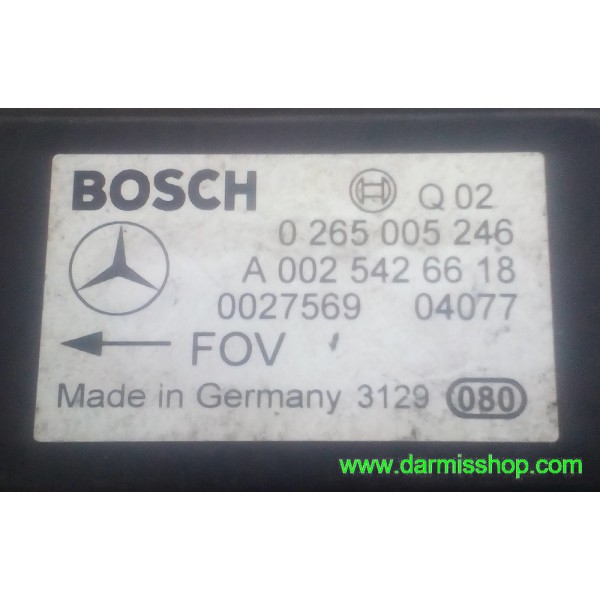 BOSCH Q 02
0 265 005 246
A 002 542 66 18
0027569 04077
FOV
Made in Germany 3129 080
www.darmisshop.com